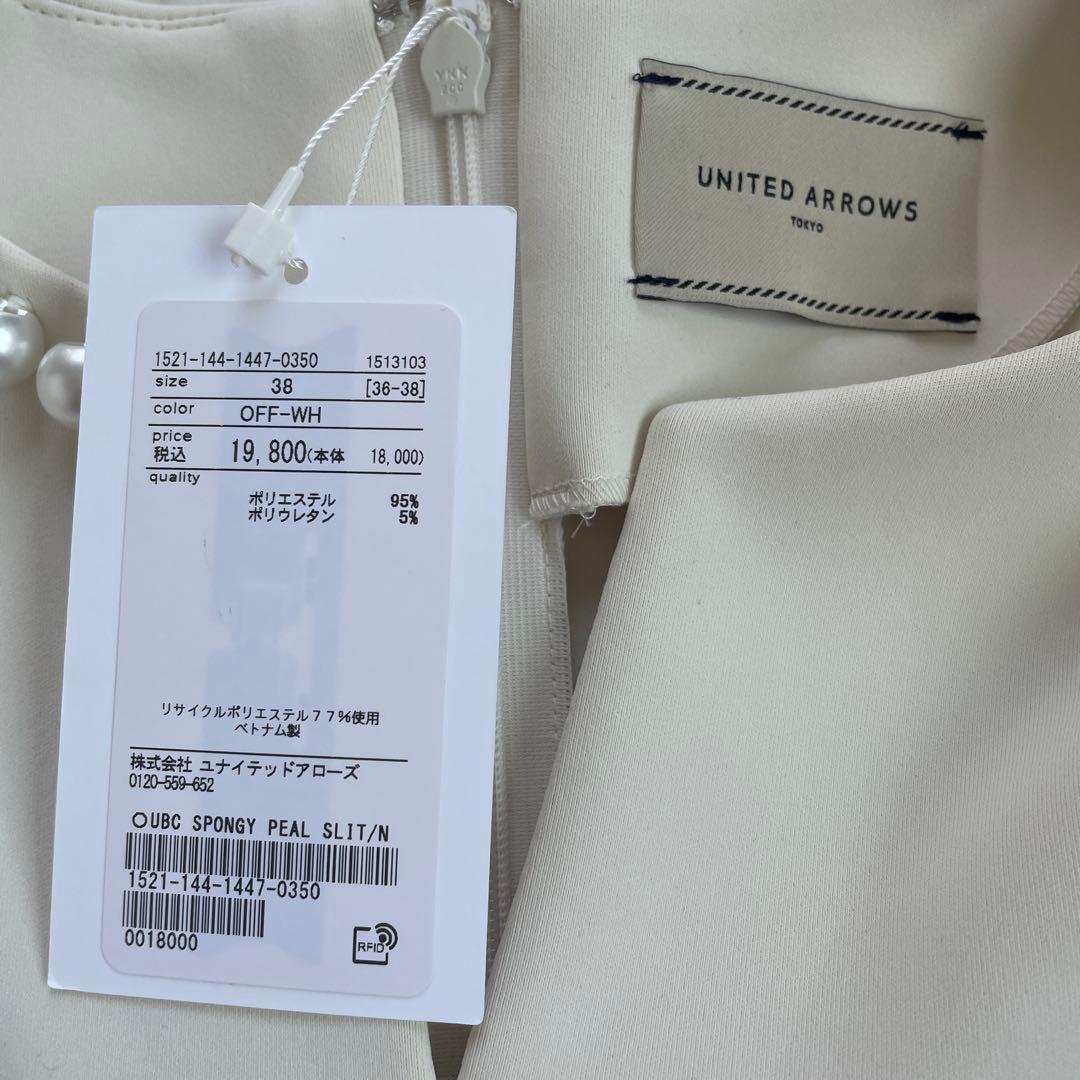 YKK
UNITED ARROWS
TOKYO
1521-144-1447-0350 1513103
size 38 [36-38]
color OFF-WH
price
税込 19,800(本体 18,000)
quality
ポリエステル 95%
ポリウレタン 5%
リサイクルポリエステル77%使用
ベトナム製
株式会社 ユナイテッドアローズ
0120-559-652
〇UBC SPONGY PEAL SLIT/N
1521-144-1447-0350
0018000
RFID